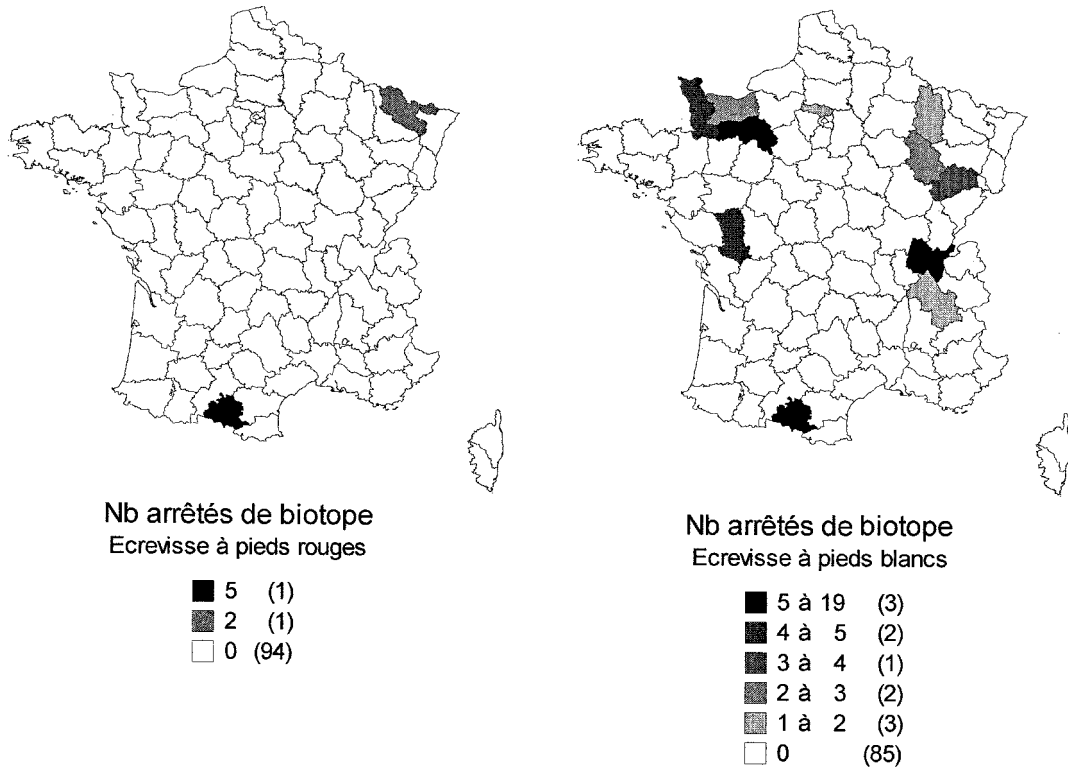 Nb arrêtés de biotope
Ecrevisse à pieds rouges
5 (1)
2 (1)
0 (94)
Nb arrêtés de biotope
Ecrevisse à pieds blancs
5 à 19 (3)
4 à 5 (2)
3 à 4 (1)
2 à 3 (2)
1 à 2 (3)
0 (85)